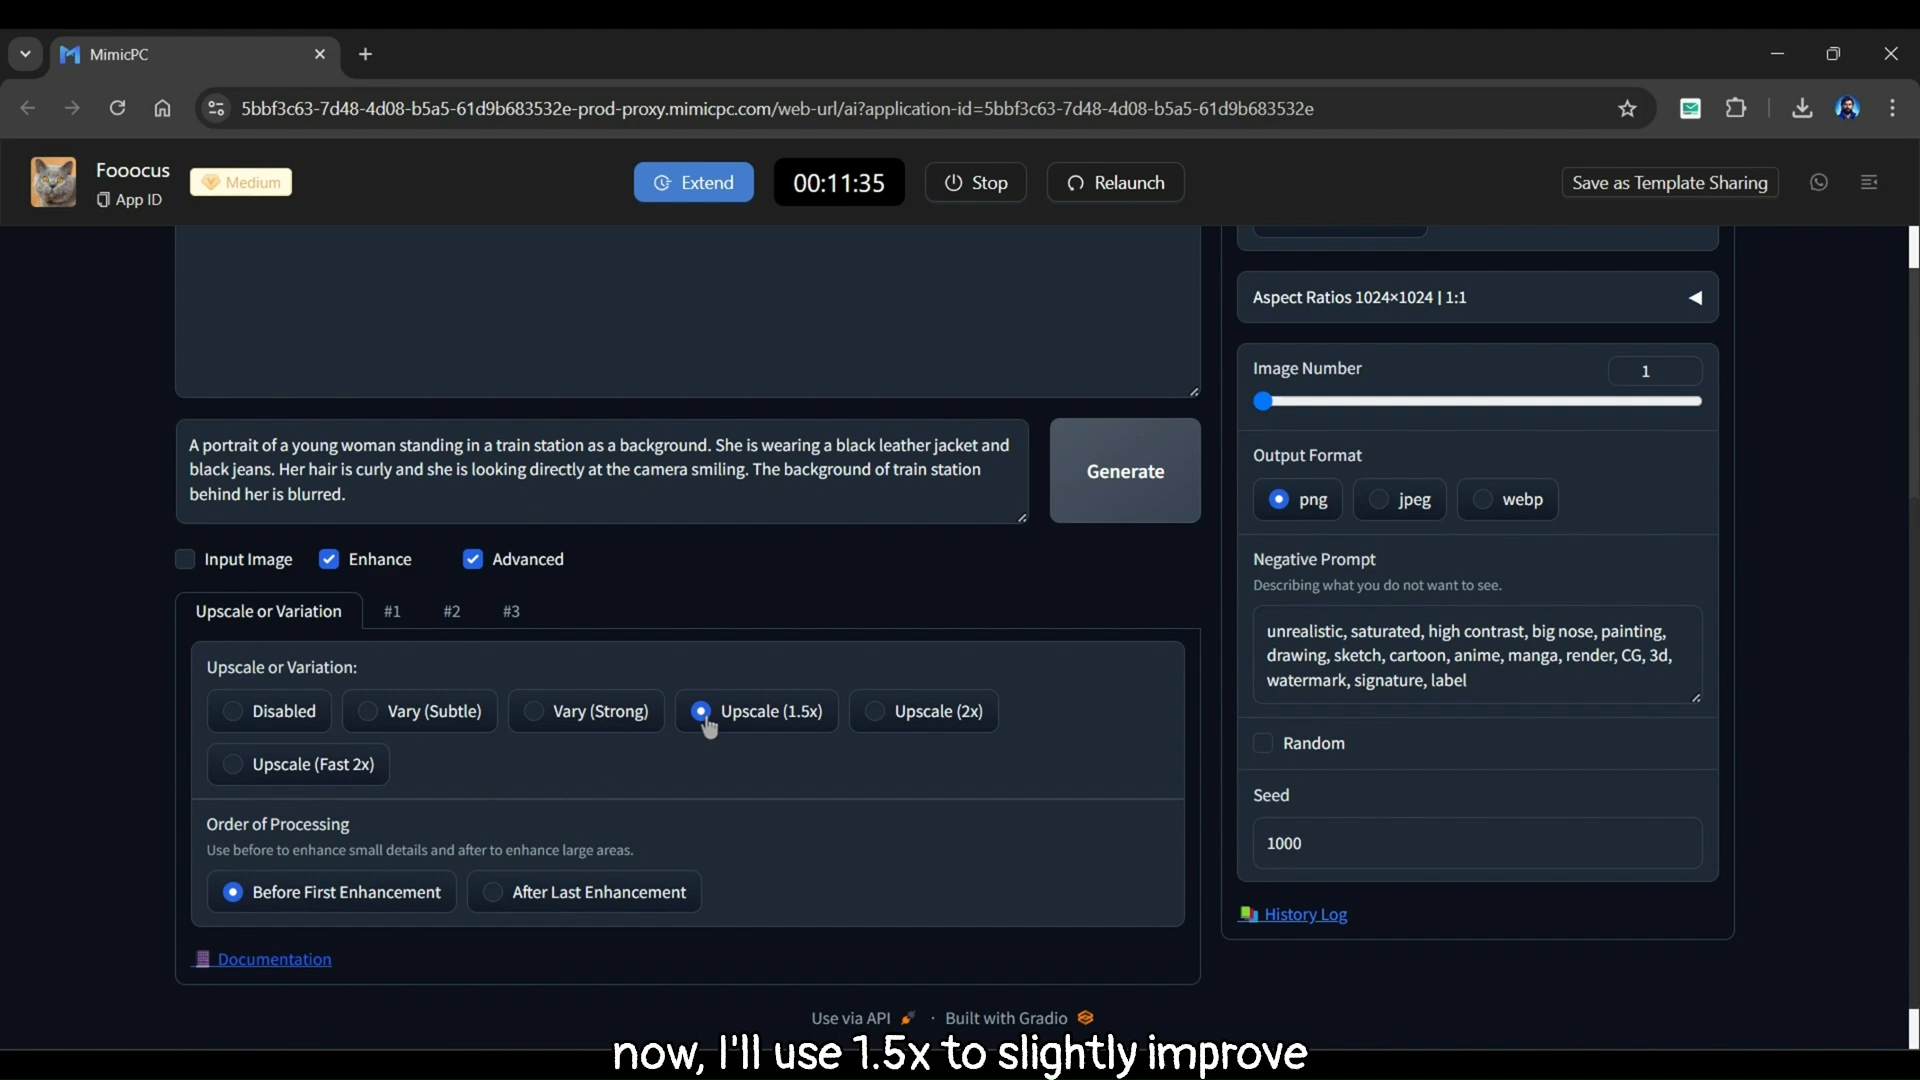 MimicPC
5bbf3c63-7d48-4d08-b5a5-61d9b683532e-prod-proxy.mimicpc.com/web-url/ai?application-id=5bbf3c63-7d48-4d08-b5a5-61d9b683532e
Fooocus
App ID
Medium
Extend
00:11:35
Stop
Relaunch
Save as Template Sharing
A portrait of a young woman standing in a train station as a background. She is wearing a black leather jacket and
black jeans. Her hair is curly and she is looking directly at the camera smiling. The background of train station
behind her is blurred.
Generate
Input Image
Enhance
Advanced
Upscale or Variation
#1
#2
#3
Upscale or Variation:
Disabled
Vary (Subtle)
Vary (Strong)
Upscale (1.5x)
Upscale (2x)
Upscale (Fast 2x)
Order of Processing
Use before to enhance small details and after to enhance large areas.
Before First Enhancement
After Last Enhancement
Documentation
Aspect Ratios 1024×1024 | 1:1
Image Number
1
Output Format
png
jpeg
webp
Negative Prompt
Describing what you do not want to see.
unrealistic, saturated, high contrast, big nose, painting,
drawing, sketch, cartoon, anime, manga, render, CG, 3d,
watermark, signature, label
Random
Seed
1000
History Log
Use via API
· Built with Gradio
now, I'll use 1.5x to slightly improve